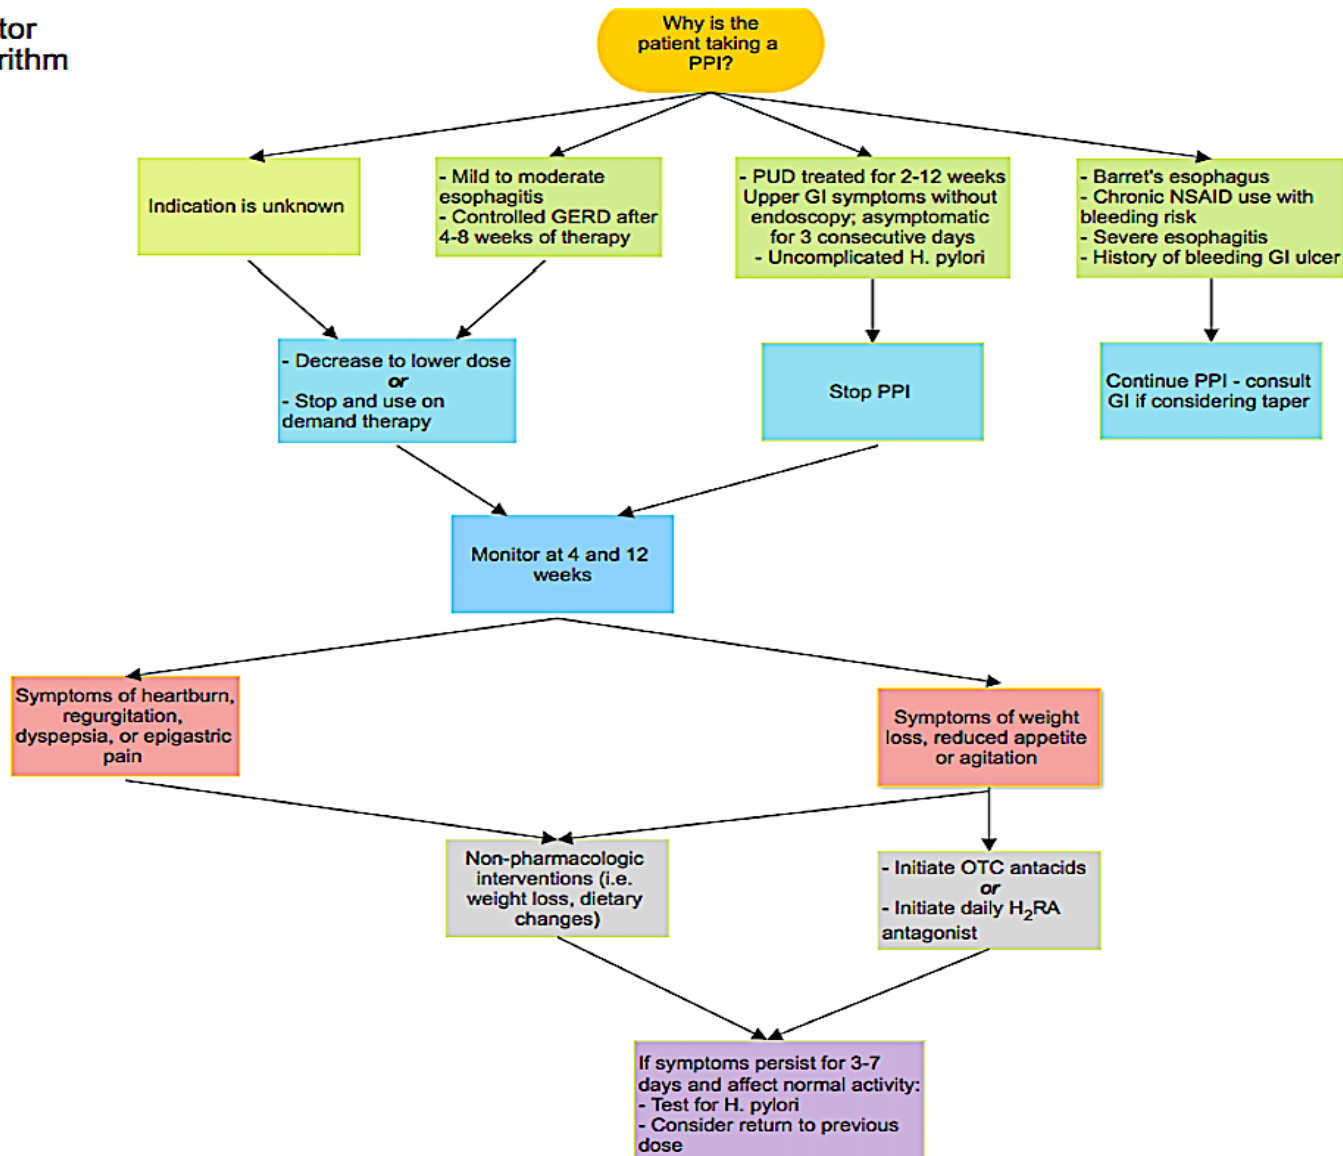 tor
rithm
Why is the
patient taking a
PPI?
Indication is unknown
- Mild to moderate
esophagitis
- Controlled GERD after
4-8 weeks of therapy
- PUD treated for 2-12 weeks
Upper GI symptoms without
endoscopy; asymptomatic
for 3 consecutive days
- Uncomplicated H. pylori
- Barret's esophagus
- Chronic NSAID use with
bleeding risk
- Severe esophagitis
- History of bleeding GI ulcer
- Decrease to lower dose
or
- Stop and use on
demand therapy
Stop PPI
Continue PPI - consult
GI if considering taper
Monitor at 4 and 12
weeks
Symptoms of heartburn,
regurgitation,
dyspepsia, or epigastric
pain
Symptoms of weight
loss, reduced appetite
or agitation
Non-pharmacologic
interventions (i.e.
weight loss, dietary
changes)
- Initiate OTC antacids
or
- Initiate daily H2RA
antagonist
If symptoms persist for 3-7
days and affect normal activity:
- Test for H. pylori
- Consider return to previous
dose